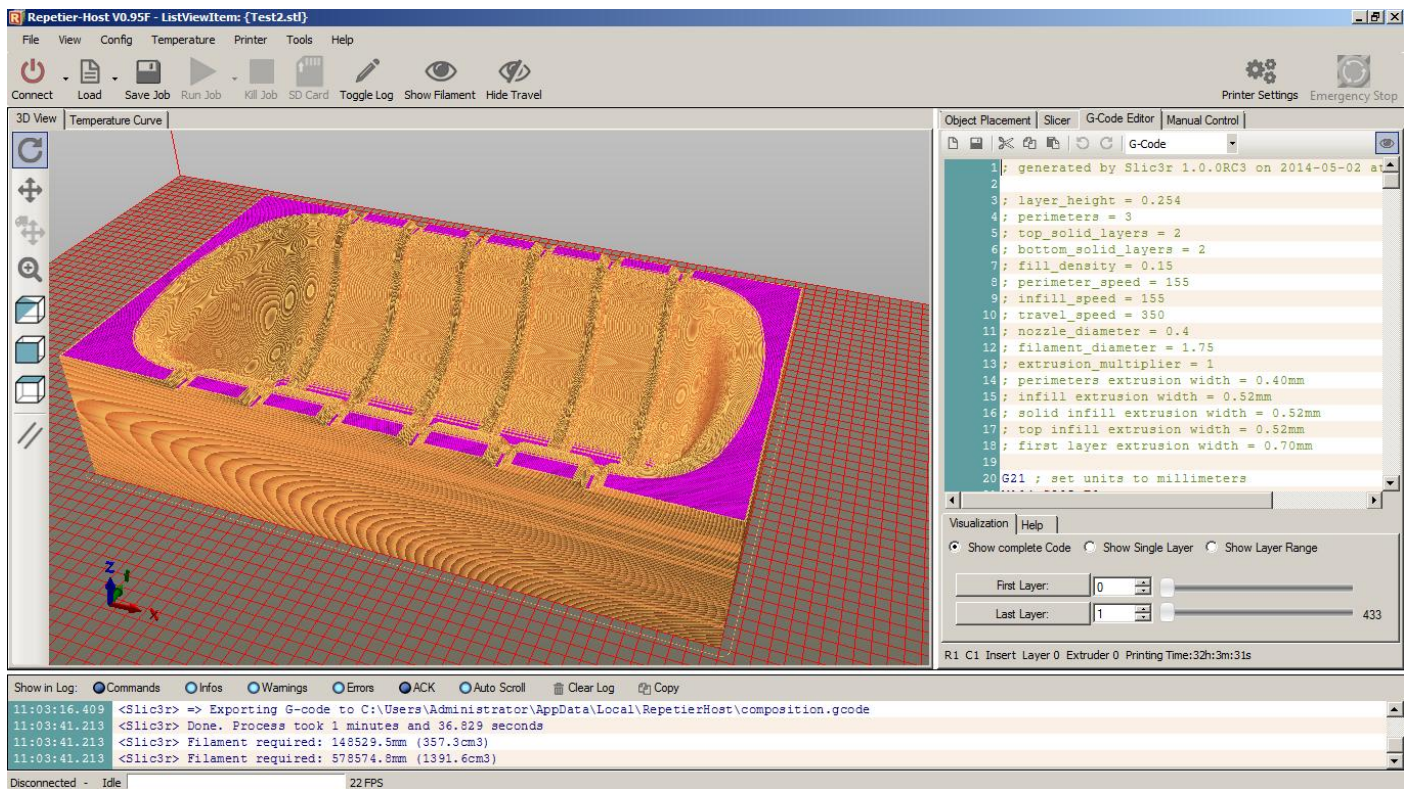 Repetier-Host V0.95F - ListViewItem: {Test2.stl}
File View Config Temperature Printer Tools Help
Connect Load Save Job Run Job Kill Job SD Card Toggle Log Show Filament Hide Travel Printer Settings Emergency Stop
3D View Temperature Curve
Object Placement Slicer G-Code Editor Manual Control
G-Code
1 ; generated by Slic3r 1.0.0RC3 on 2014-05-02 at
2
3 ; layer_height = 0.254
4 ; perimeters = 3
5 ; top_solid_layers = 2
6 ; bottom_solid_layers = 2
7 ; fill_density = 0.15
8 ; perimeter_speed = 155
9 ; infill_speed = 155
10 ; travel_speed = 350
11 ; nozzle_diameter = 0.4
12 ; filament_diameter = 1.75
13 ; extrusion_multiplier = 1
14 ; perimeters extrusion width = 0.40mm
15 ; infill extrusion width = 0.52mm
16 ; solid infill extrusion width = 0.52mm
17 ; top infill extrusion width = 0.52mm
18 ; first layer extrusion width = 0.70mm
19
20 G21 ; set units to millimeters
z
x
Visualization Help
Show complete Code Show Single Layer Show Layer Range
First Layer: 0
Last Layer: 1 433
R1 C1 Insert Layer 0 Extruder 0 Printing Time:32h:3m:31s
Show in Log: Commands Infos Warnings Errors ACK Auto Scroll Clear Log Copy
11:03:16.409 <Slic3r> => Exporting G-code to C:\Users\Administrator\AppData\Local\RepetierHost\composition.gcode
11:03:41.213 <Slic3r> Done. Process took 1 minutes and 36.829 seconds
11:03:41.213 <Slic3r> Filament required: 148529.5mm (357.3cm3)
11:03:41.213 <Slic3r> Filament required: 578574.8mm (1391.6cm3)
Disconnected - Idle 22 FPS